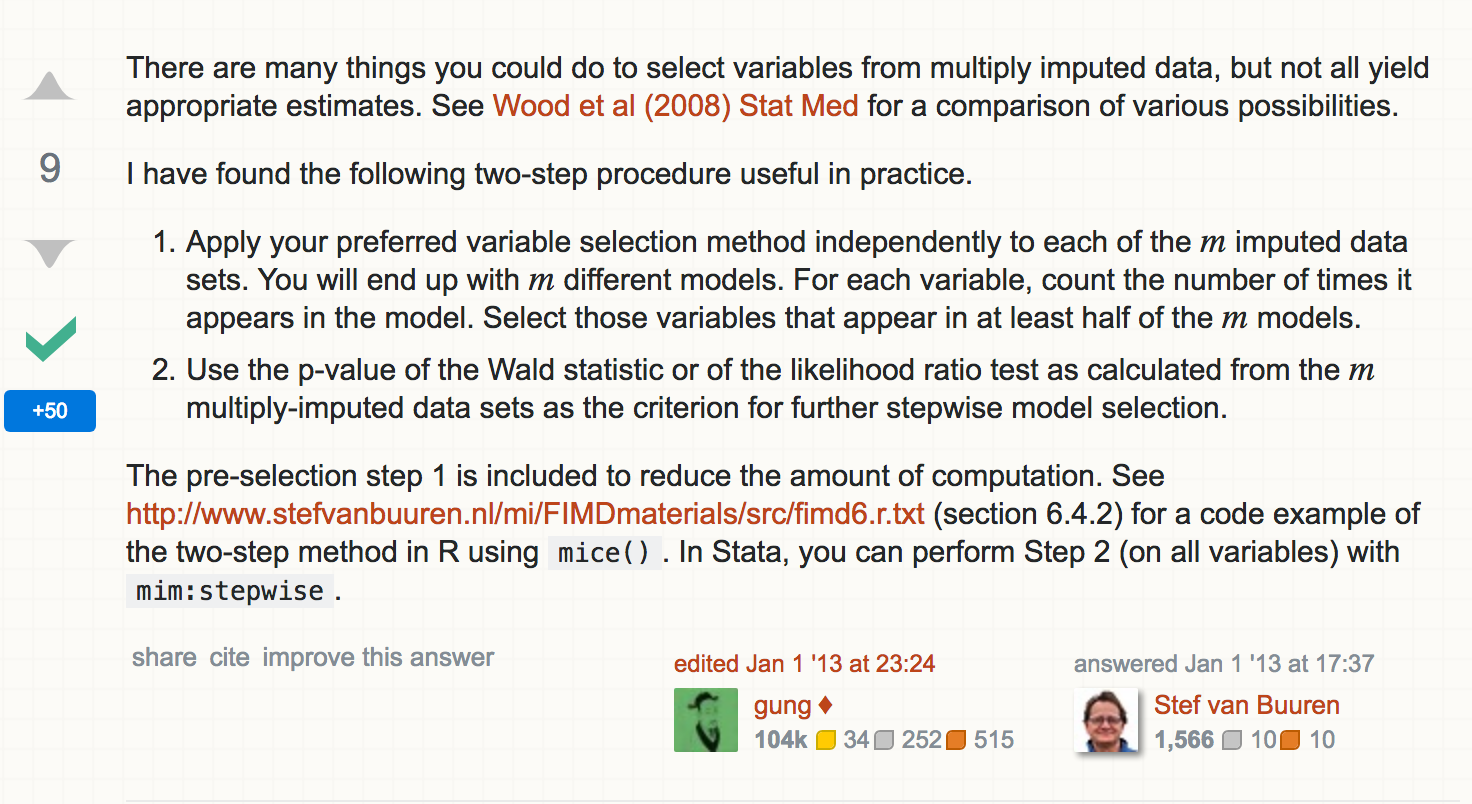 There are many things you could do to select variables from multiply imputed data, but not all yield
appropriate estimates. See Wood et al (2008) Stat Med for a comparison of various possibilities.
9
I have found the following two-step procedure useful in practice.
1. Apply your preferred variable selection method independently to each of the m imputed data
sets. You will end up with m different models. For each variable, count the number of times it
appears in the model. Select those variables that appear in at least half of the m models.
2. Use the p-value of the Wald statistic or of the likelihood ratio test as calculated from the m
multiply-imputed data sets as the criterion for further stepwise model selection.
+50
The pre-selection step 1 is included to reduce the amount of computation. See
http://www.stefvanbuuren.nl/mi/FIMDmaterials/src/fimd6.r.txt (section 6.4.2) for a code example of
the two-step method in R using mice() . In Stata, you can perform Step 2 (on all variables) with
mim:stepwise .
share cite improve this answer
edited Jan 1 '13 at 23:24
gung ♦
104k 34 252 515
answered Jan 1 '13 at 17:37
Stef van Buuren
1,566 10 10